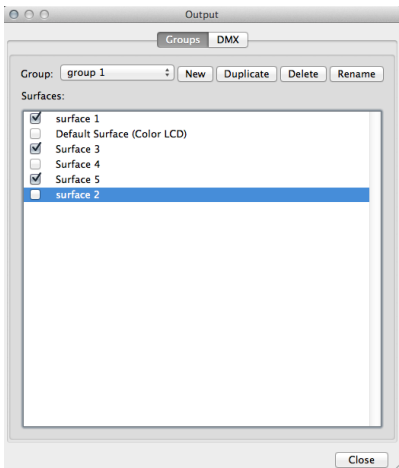 Output
Groups DMX
Group: group 1 New Duplicate Delete Rename
Surfaces:
surface 1
Default Surface (Color LCD)
Surface 3
Surface 4
Surface 5
surface 2
Close